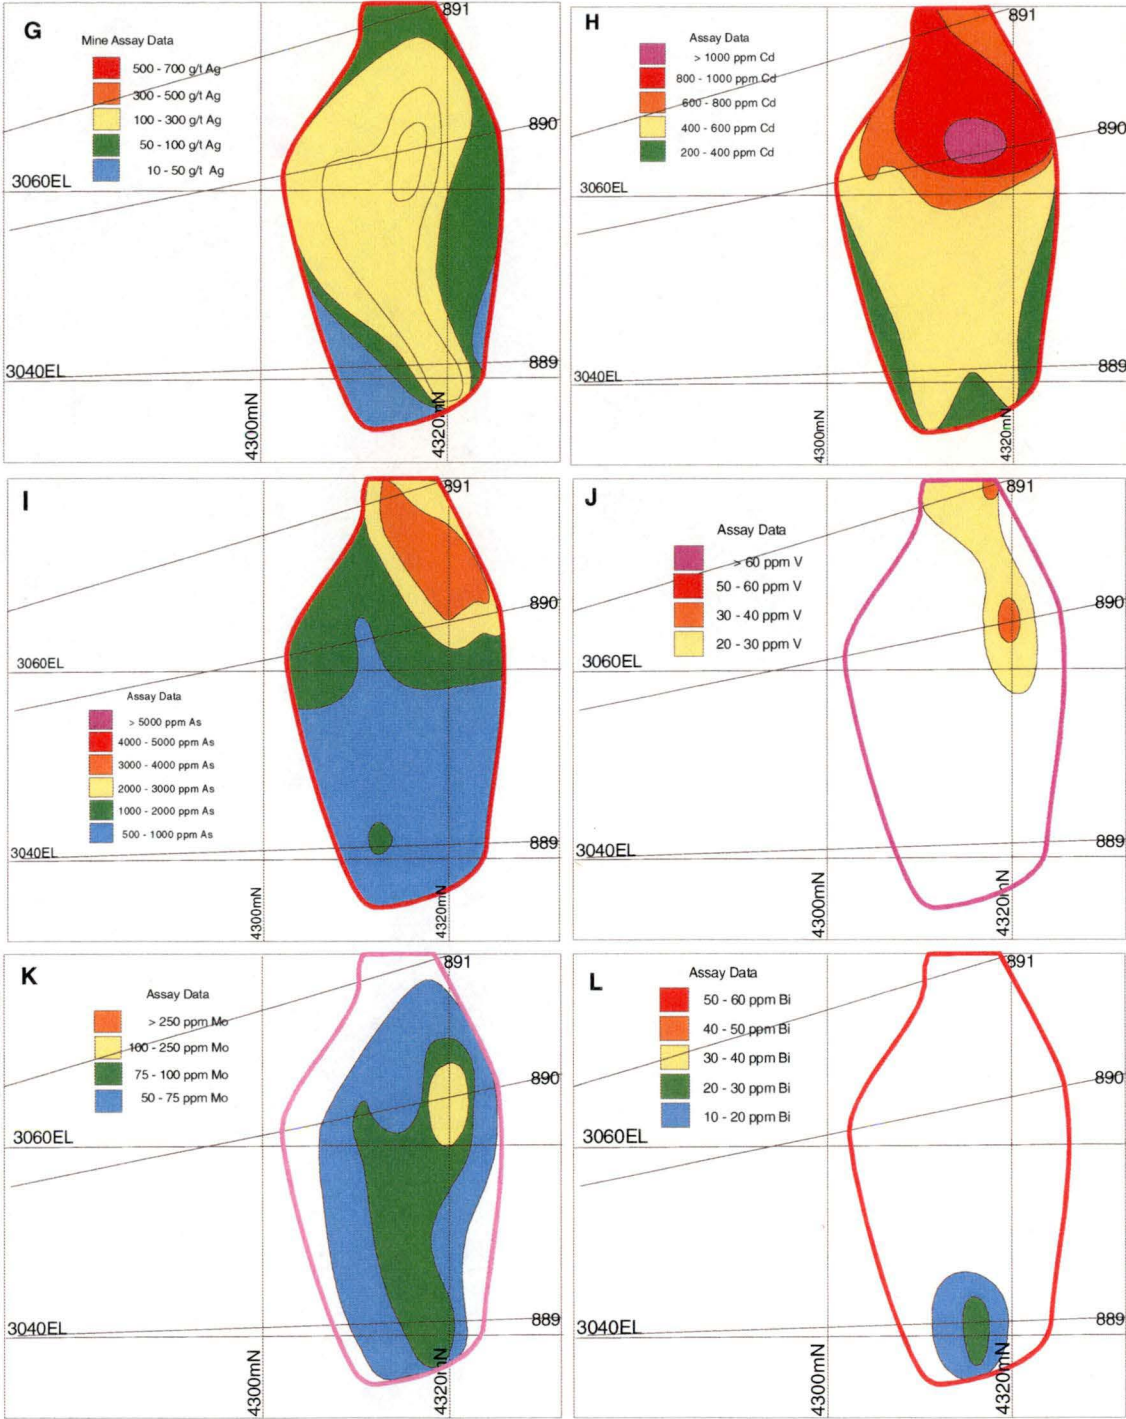 G
Mine Assay Data
500 - 700 g/t Ag
300 - 500 g/t Ag
100 - 300 g/t Ag
50 - 100 g/t Ag
10 - 50 g/t Ag
891
890
3060EL
889
3040EL
4300mN
4320mN
H
Assay Data
> 1000 ppm Cd
800 - 1000 ppm Cd
600 - 800 ppm Cd
400 - 600 ppm Cd
200 - 400 ppm Cd
891
890
3060EL
889
3040EL
4300mN
4320mN
I
891
890
3060EL
Assay Data
> 5000 ppm As
4000 - 5000 ppm As
3000 - 4000 ppm As
2000 - 3000 ppm As
1000 - 2000 ppm As
500 - 1000 ppm As
889
3040EL
4300mN
4320mN
J
Assay Data
> 60 ppm V
50 - 60 ppm V
30 - 40 ppm V
20 - 30 ppm V
891
890
3060EL
889
3040EL
4300mN
4320mN
K
Assay Data
> 250 ppm Mo
100 - 250 ppm Mo
75 - 100 ppm Mo
50 - 75 ppm Mo
891
890
3060EL
889
3040EL
4300mN
4320mN
L
Assay Data
50 - 60 ppm Bi
40 - 50 ppm Bi
30 - 40 ppm Bi
20 - 30 ppm Bi
10 - 20 ppm Bi
891
890
3060EL
889
3040EL
4300mN
4320mN